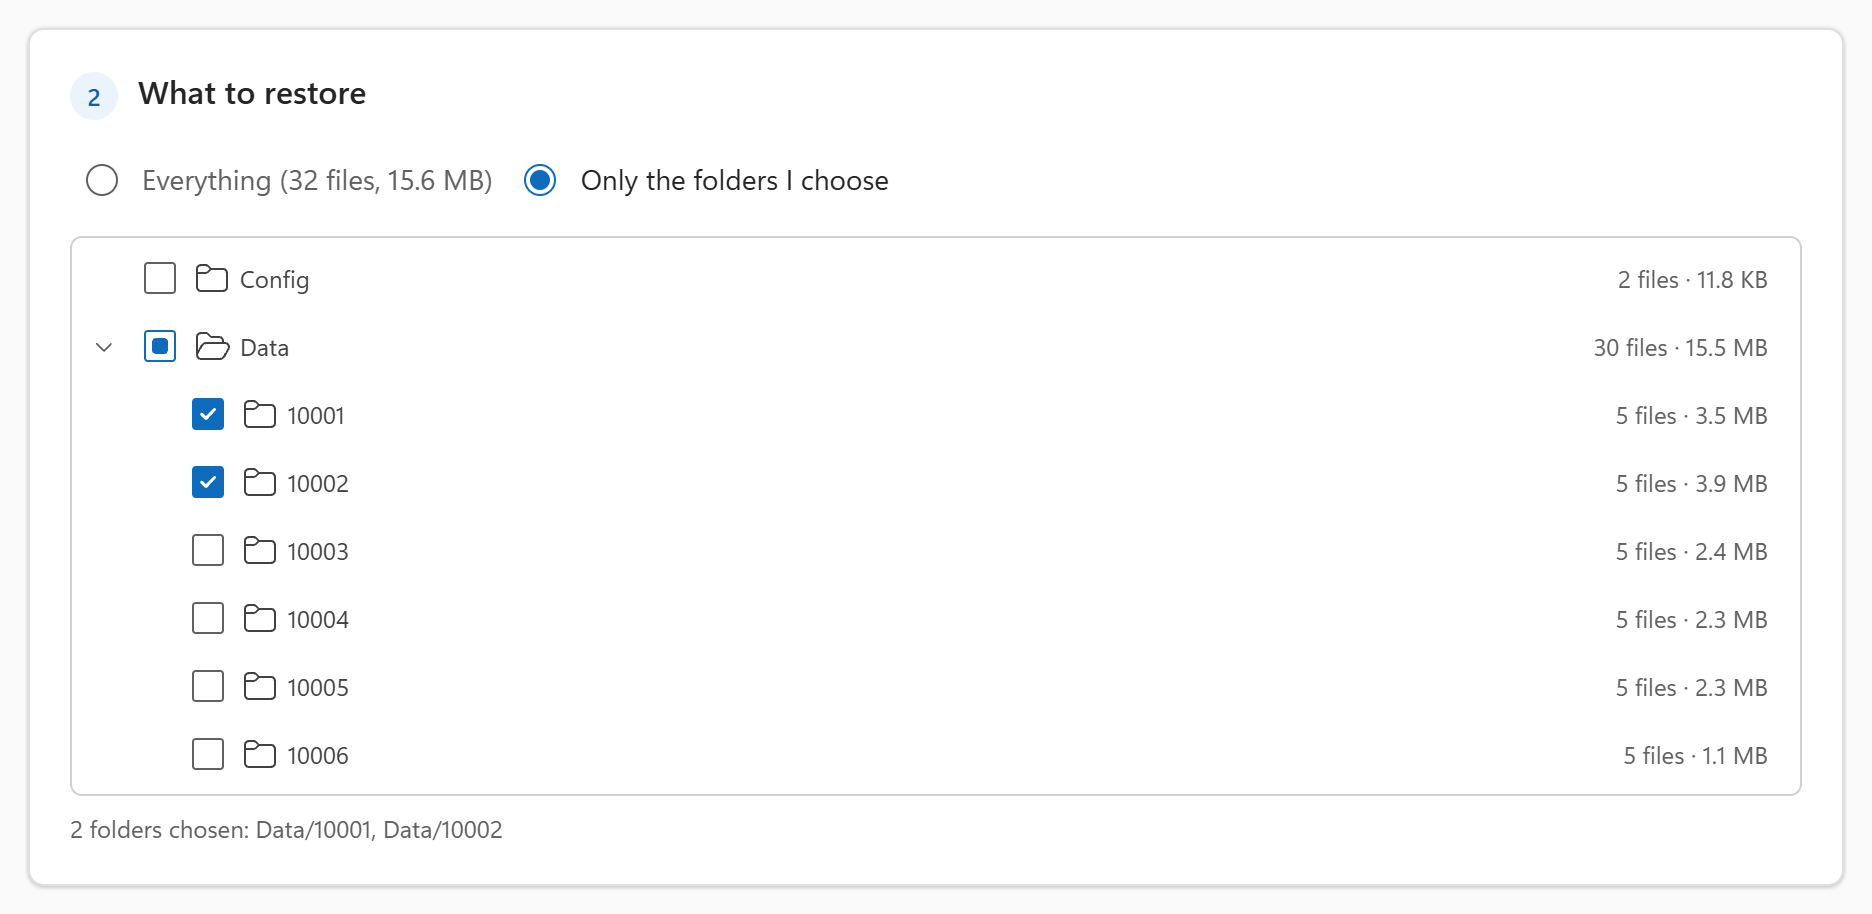 2 What to restore
Everything (32 files, 15.6 MB) Only the folders I choose
Config 2 files · 11.8 KB
Data 30 files · 15.5 MB
10001 5 files · 3.5 MB
10002 5 files · 3.9 MB
10003 5 files · 2.4 MB
10004 5 files · 2.3 MB
10005 5 files · 2.3 MB
10006 5 files · 1.1 MB
2 folders chosen: Data/10001, Data/10002